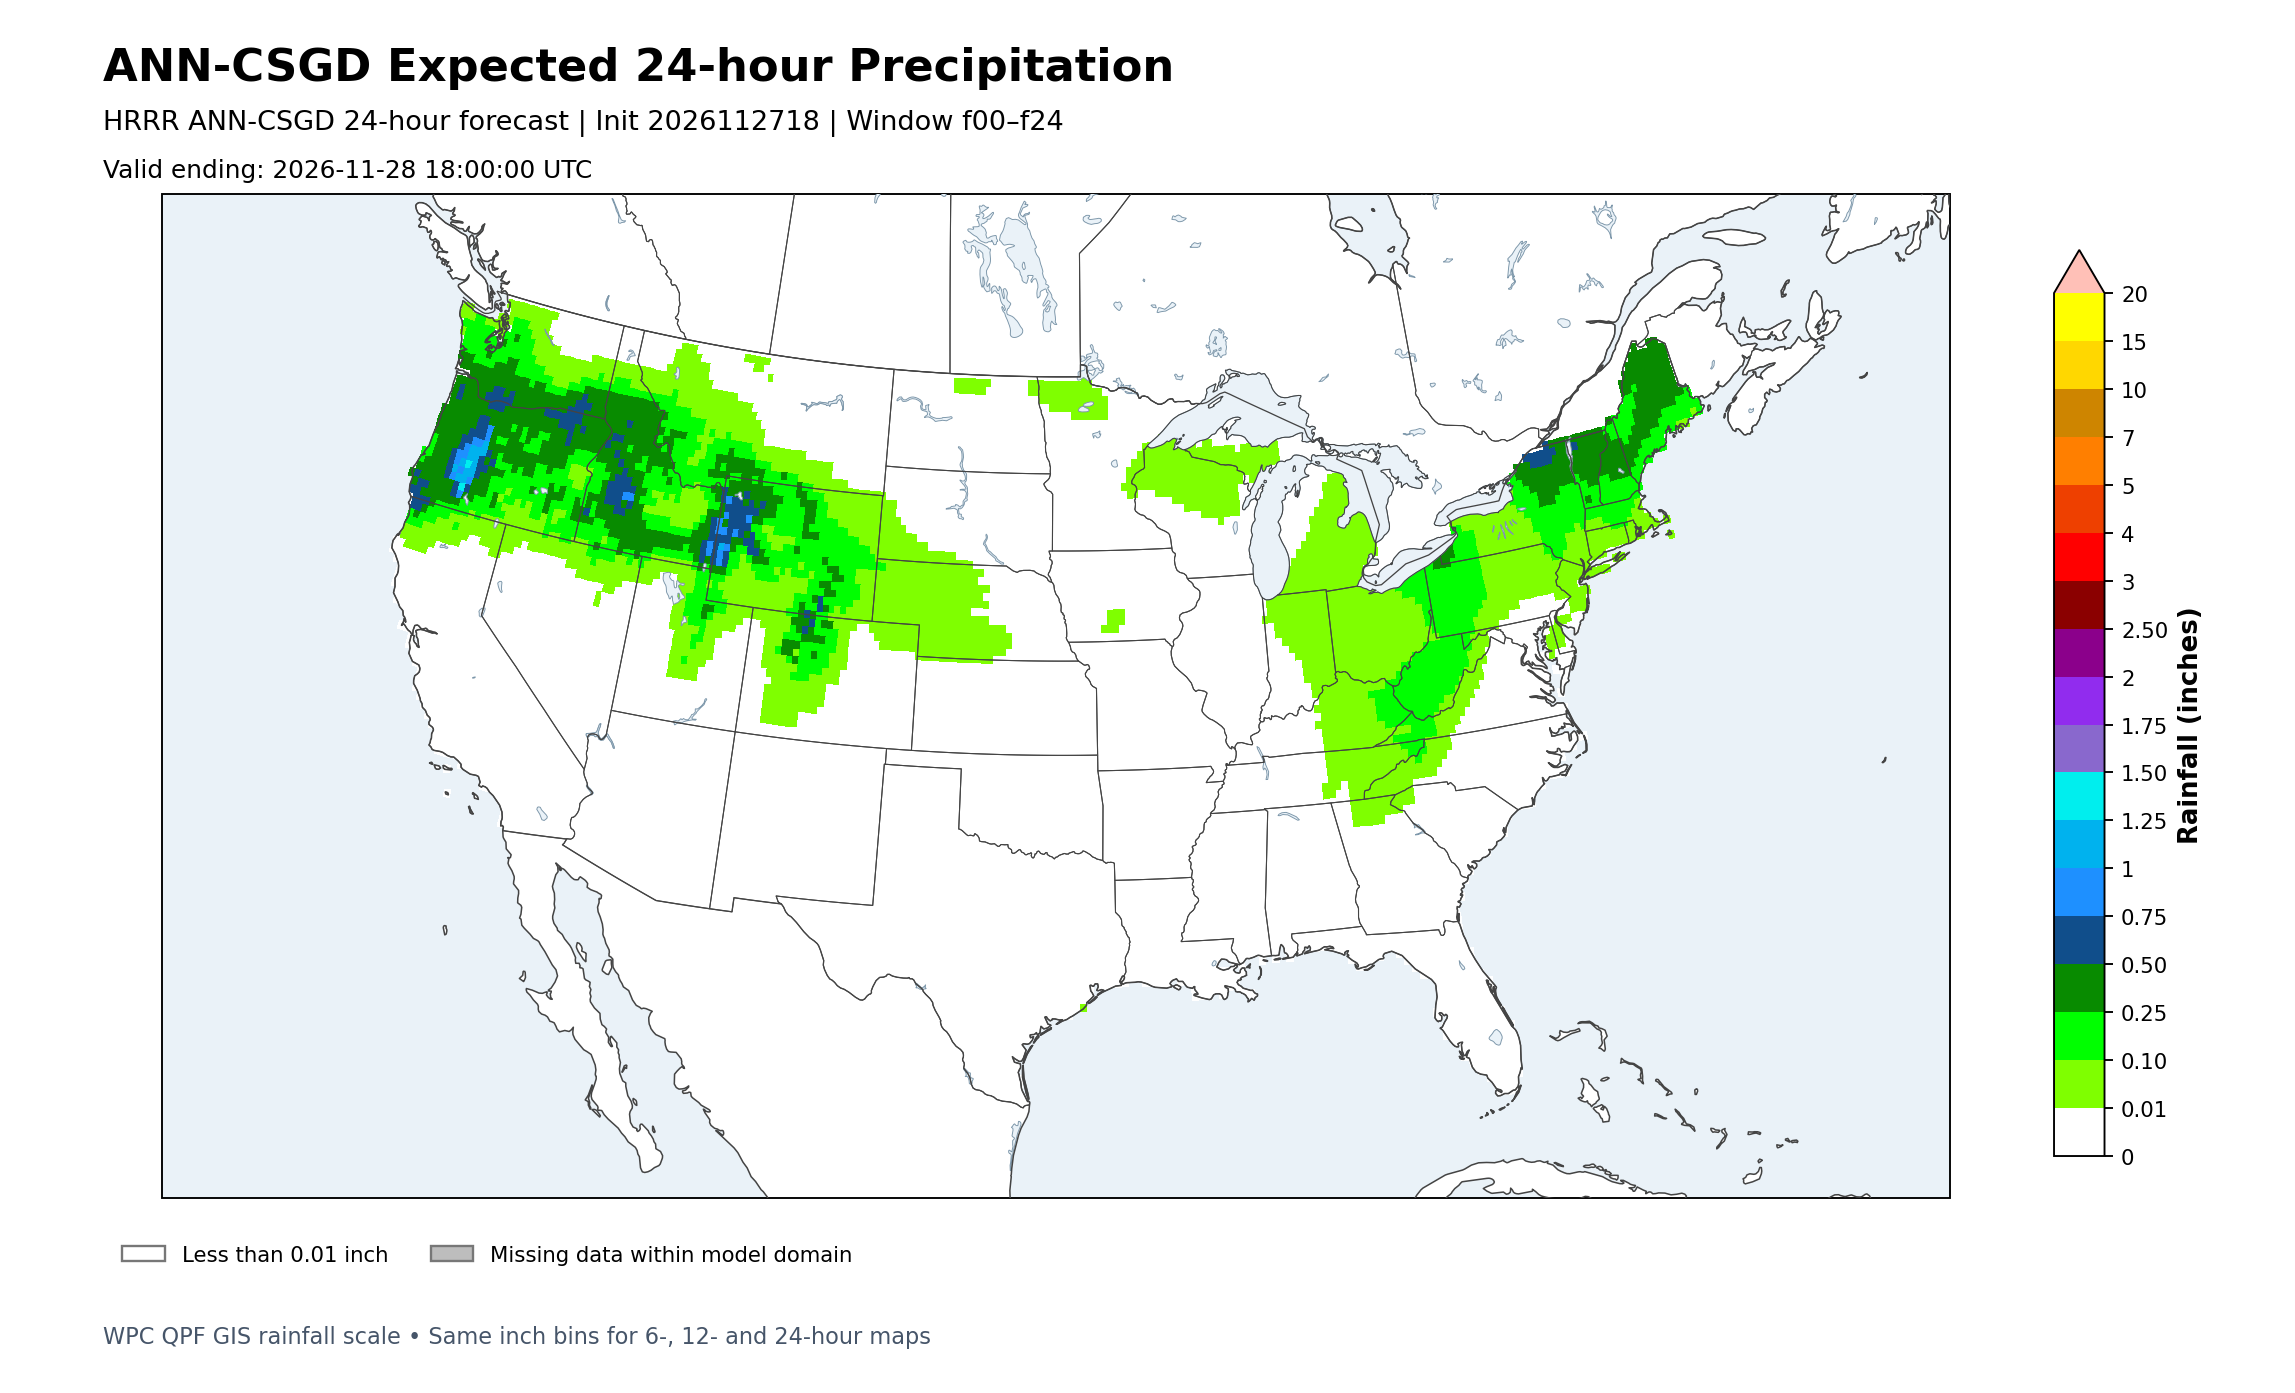 ANN-CSGD Expected 24-hour Precipitation
HRRR ANN-CSGD 24-hour forecast | Init 2026112718 | Window f00–f24
Valid ending: 2026-11-28 18:00:00 UTC
20
15
10
7
5
4
3
2.50
2
1.75
1.50
1.25
1
0.75
0.50
0.25
0.10
0.01
0
Rainfall (inches)
Less than 0.01 inch
Missing data within model domain
WPC QPF GIS rainfall scale • Same inch bins for 6-, 12- and 24-hour maps